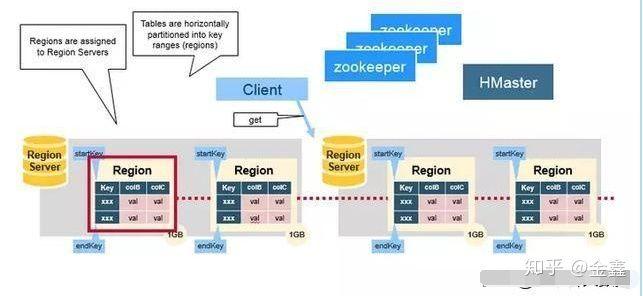 Regions are assigned
to Region Servers
Tables are horizontally
partitioned into key
ranges (regions)
zookeeper
zookeeper
zookeeper
HMaster
Client
get
Region
Server
startKey
Region
Key colB colC
xxx val val
xxx val val
endKey
1GB
startKey
Region
Key colB colC
xxx val val
xxx val val
endKey
1GB
Region
Server
startKey
Region
Key colB colC
xxx val val
xxx val val
endKey
1GB
startKey
Region
Key colB colC
xxx val val
xxx val val
endKey
1GB
知乎 @金鑫